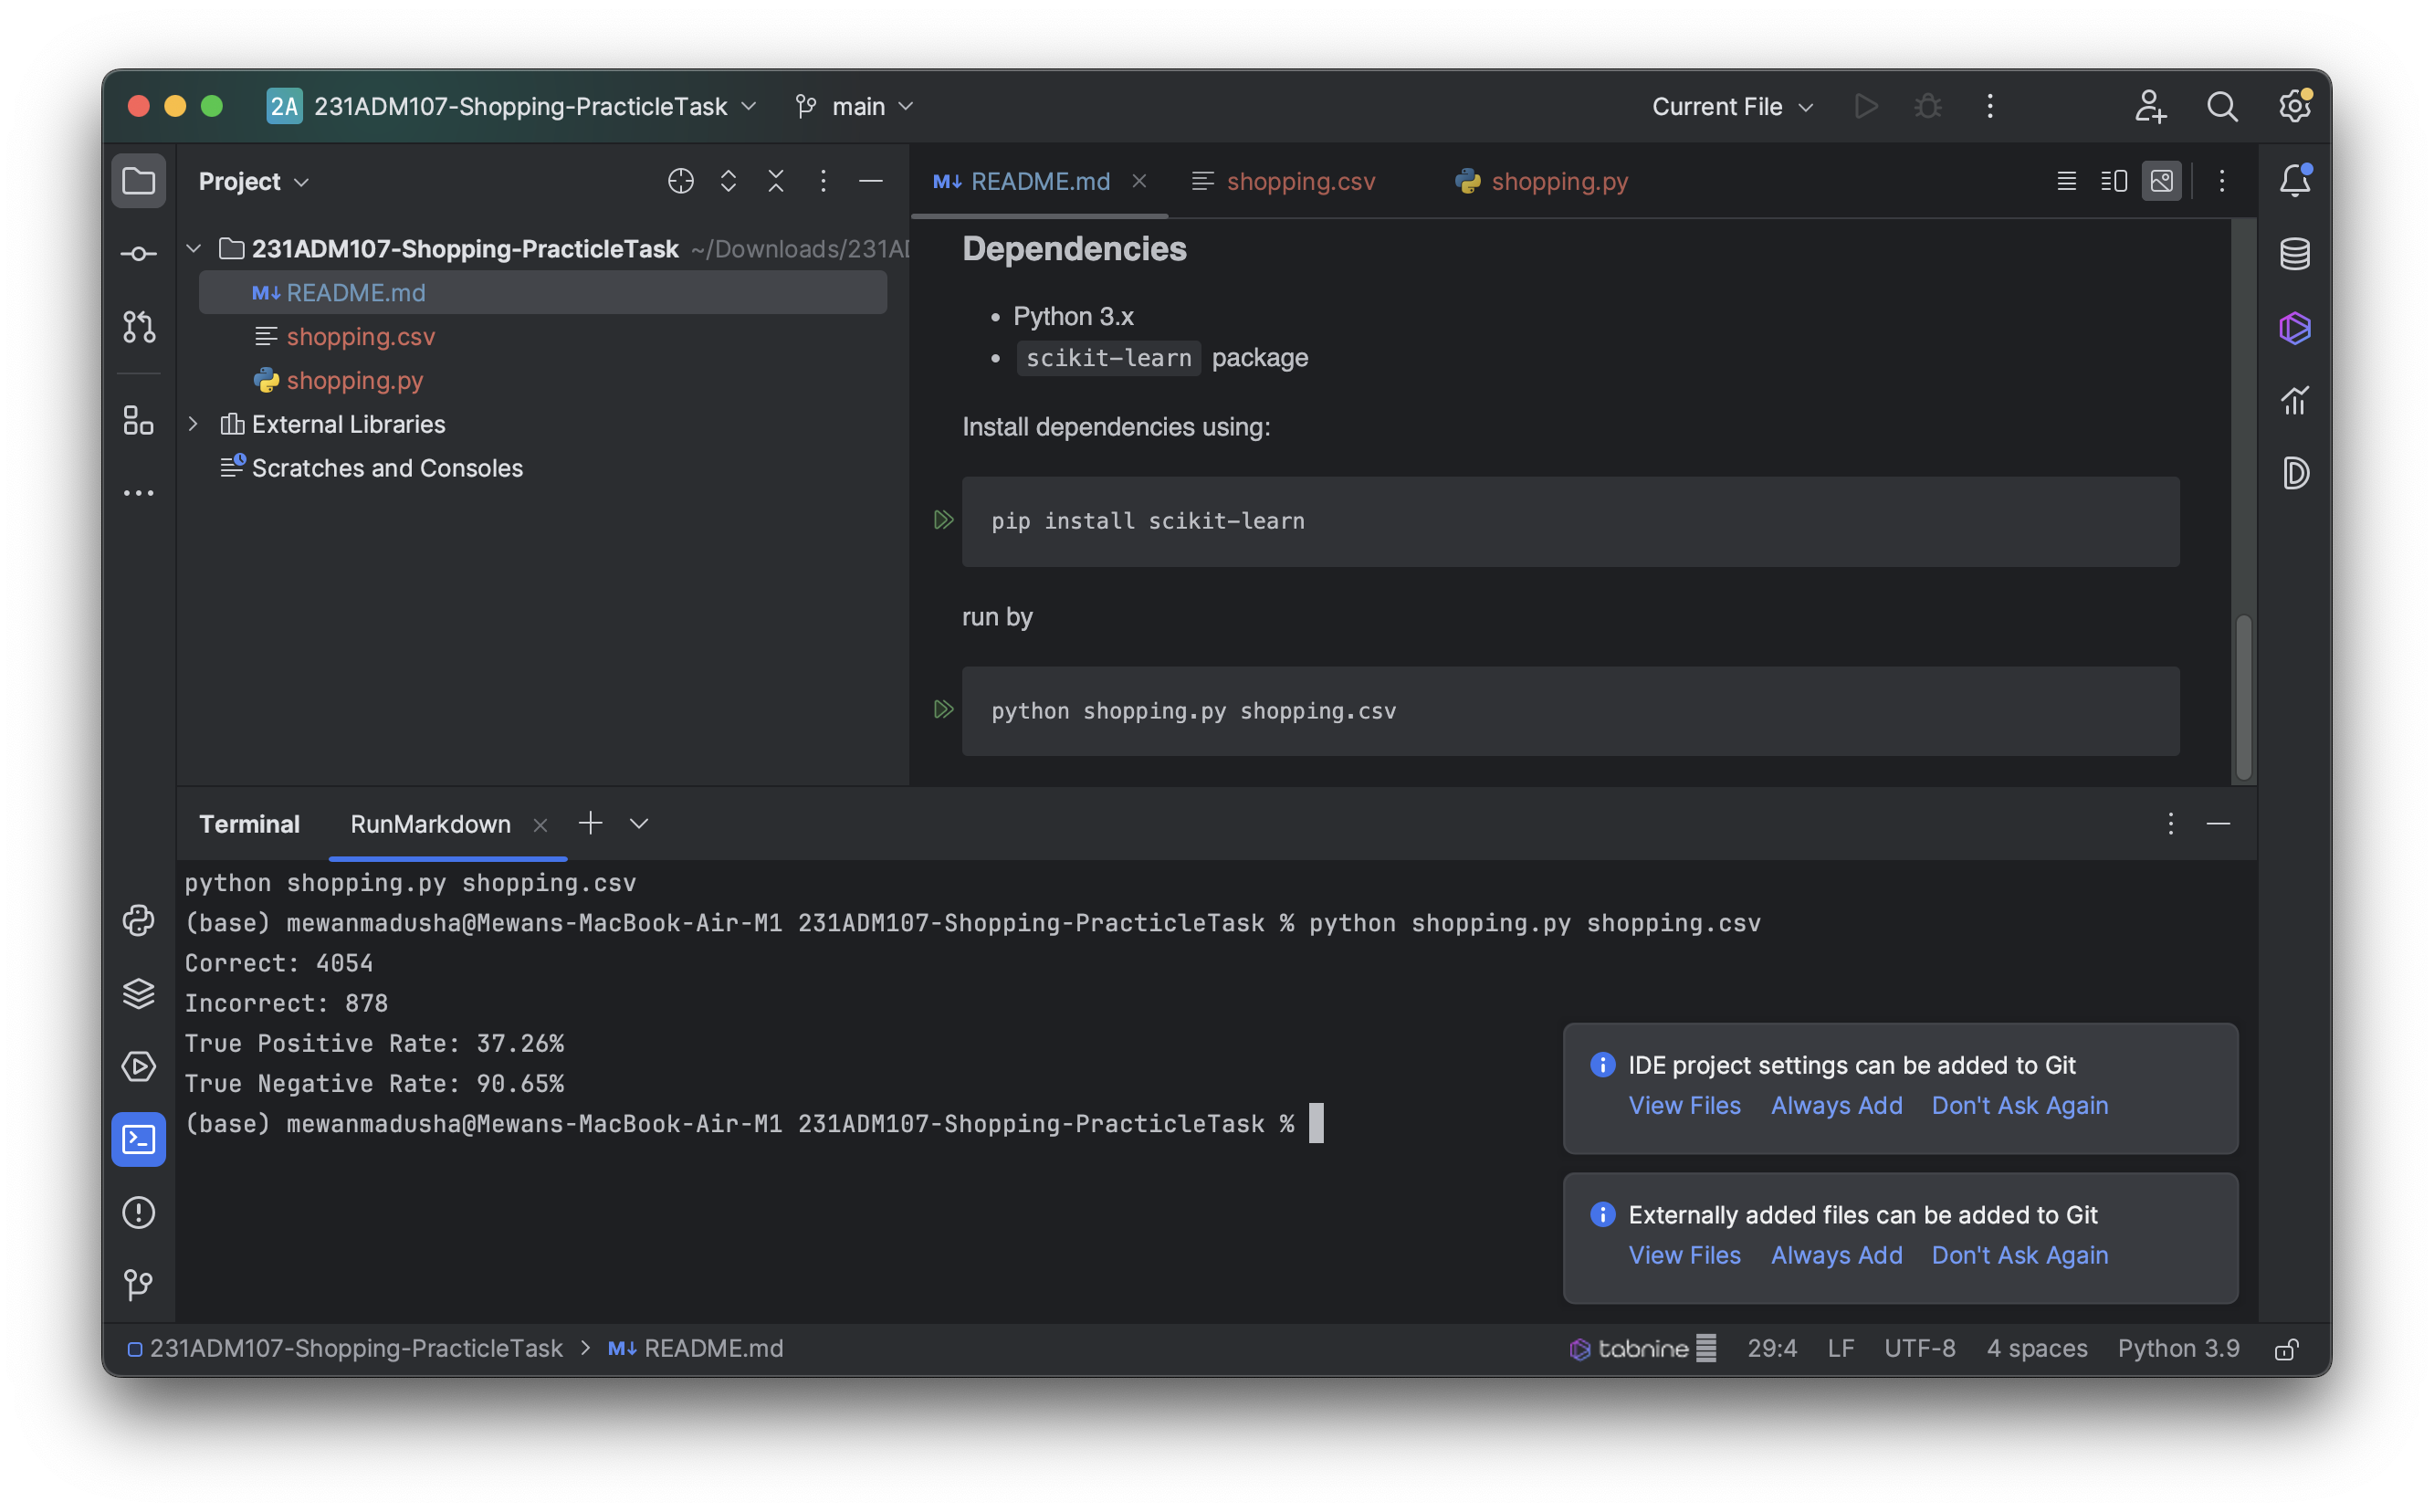 2A 231ADM107-Shopping-PracticleTask main Current File
Project
README.md shopping.csv shopping.py
231ADM107-Shopping-PracticleTask ~/Downloads/231AD
README.md
shopping.csv
shopping.py
External Libraries
Scratches and Consoles
Dependencies
• Python 3.x
• scikit-learn package
Install dependencies using:
pip install scikit-learn
run by
python shopping.py shopping.csv
Terminal RunMarkdown
python shopping.py shopping.csv
(base) mewanmadusha@Mewans-MacBook-Air-M1 231ADM107-Shopping-PracticleTask % python shopping.py shopping.csv
Correct: 4054
Incorrect: 878
True Positive Rate: 37.26%
True Negative Rate: 90.65%
(base) mewanmadusha@Mewans-MacBook-Air-M1 231ADM107-Shopping-PracticleTask %
IDE project settings can be added to Git
View Files Always Add Don't Ask Again
Externally added files can be added to Git
View Files Always Add Don't Ask Again
231ADM107-Shopping-PracticleTask > M↓ README.md tabnine 29:4 LF UTF-8 4 spaces Python 3.9